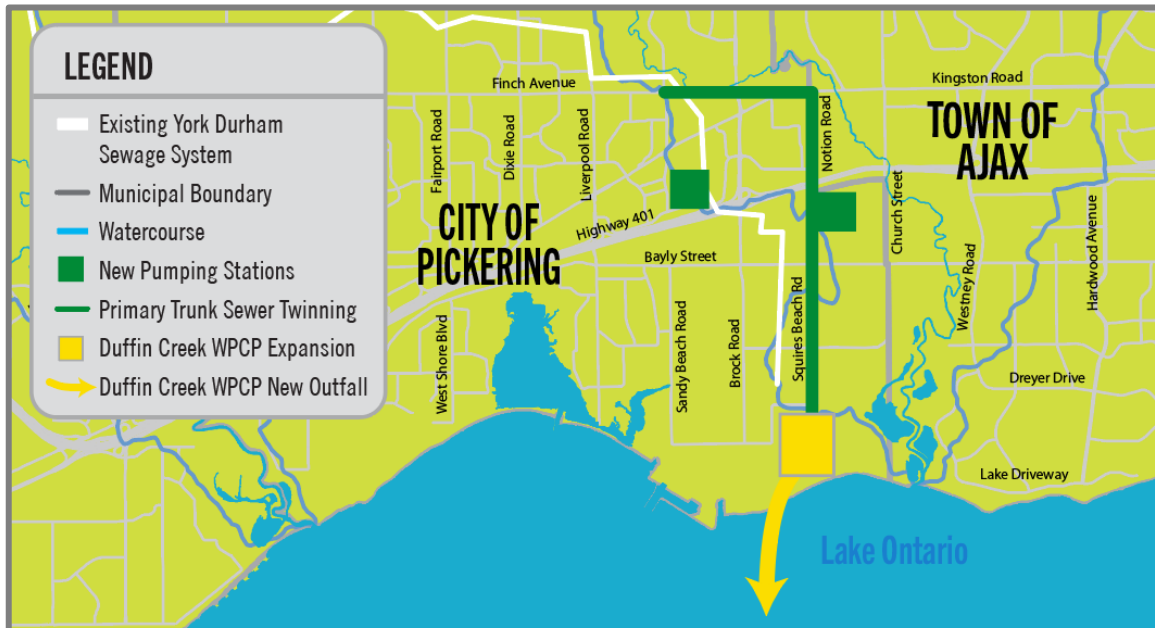 LEGEND
Existing York Durham
Sewage System
Municipal Boundary
Watercourse
New Pumping Stations
Primary Trunk Sewer Twinning
Duffin Creek WPCP Expansion
Duffin Creek WPCP New Outfall
Finch Avenue
Kingston Road
TOWN OF
AJAX
Fairport Road
Dixie Road
Liverpool Road
Notion Road
CITY OF
PICKERING
Highway 401
Church Street
Bayly Street
Westney Road
Hardwood Avenue
West Shore Blvd
Sandy Beach Road
Brock Road
Squires Beach Rd
Dreyer Drive
Lake Driveway
Lake Ontario